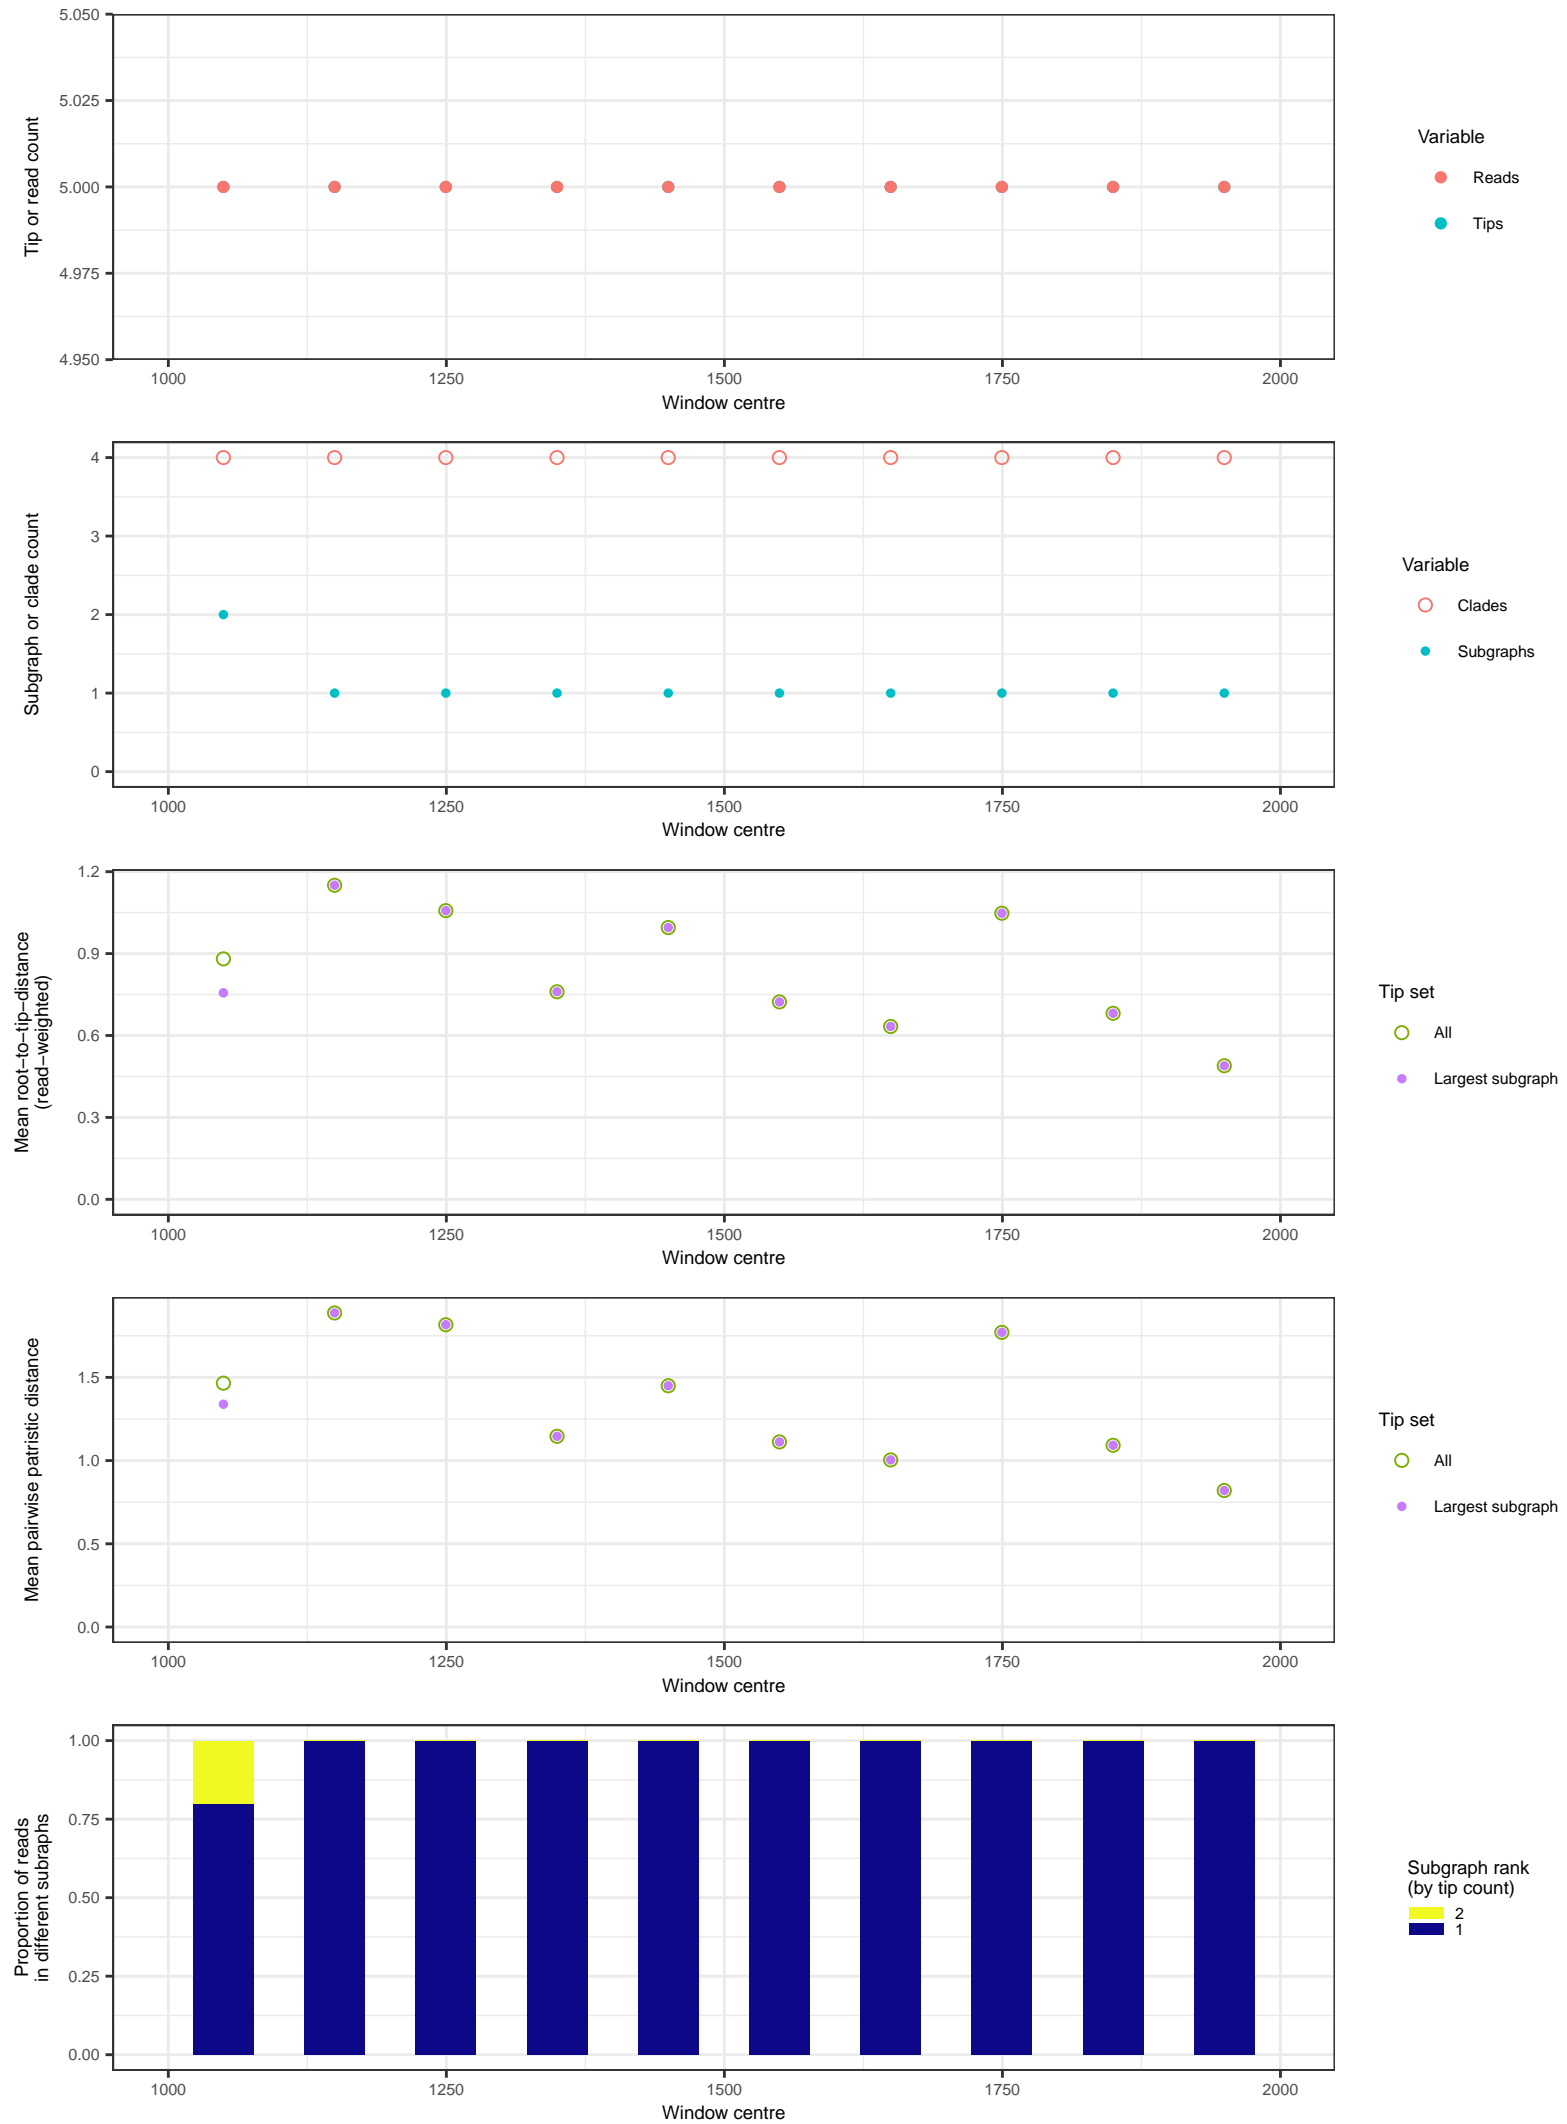 5.050
5.025
5.000
4.975
4.950
Tip or read count
1000 1250 1500 1750 2000
Window centre
Variable
Reads
Tips
4
3
2
1
0
Subgraph or clade count
1000 1250 1500 1750 2000
Window centre
Variable
Clades
Subgraphs
1.2
0.9
0.6
0.3
0.0
Mean root−to−tip−distance
(read−weighted)
1000 1250 1500 1750 2000
Window centre
Tip set
All
Largest subgraph
1.5
1.0
0.5
0.0
Mean pairwise patristic distance
1000 1250 1500 1750 2000
Window centre
Tip set
All
Largest subgraph
1.00
0.75
0.50
0.25
0.00
Proportion of reads
in different subraphs
1000 1250 1500 1750 2000
Window centre
Subgraph rank
(by tip count)
2
1